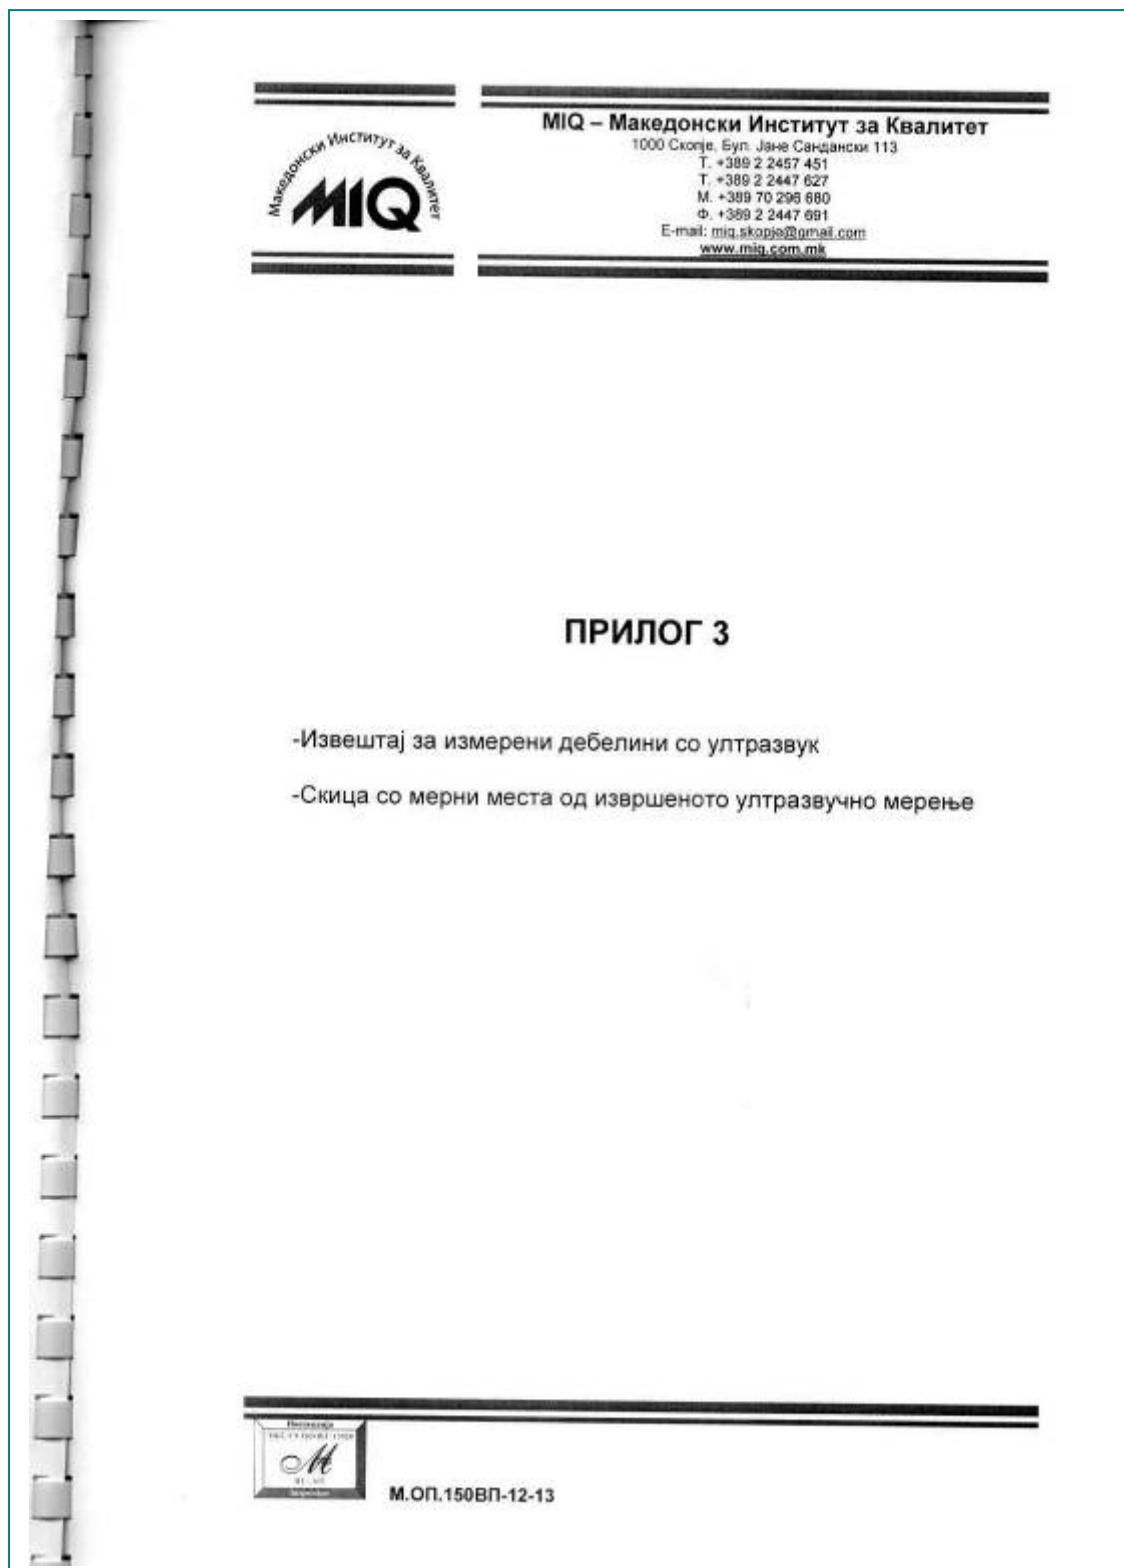 Македонски Институт за Квалитет
MIQ
MIQ – Македонски Институт за Квалитет
1000 Скопје, Бул. Јане Сандански 113
Т. +389 2 2457 451
Т. +389 2 2447 627
М. +389 70 296 680
Ф. +389 2 2447 691
E-mail: miq.skopje@gmail.com
www.miq.com.mk
ПРИЛОГ 3
-Извештај за измерени дебелини со ултразвук
-Скица со мерни места од извршеното ултразвучно мерење
М.ОП.150ВП-12-13